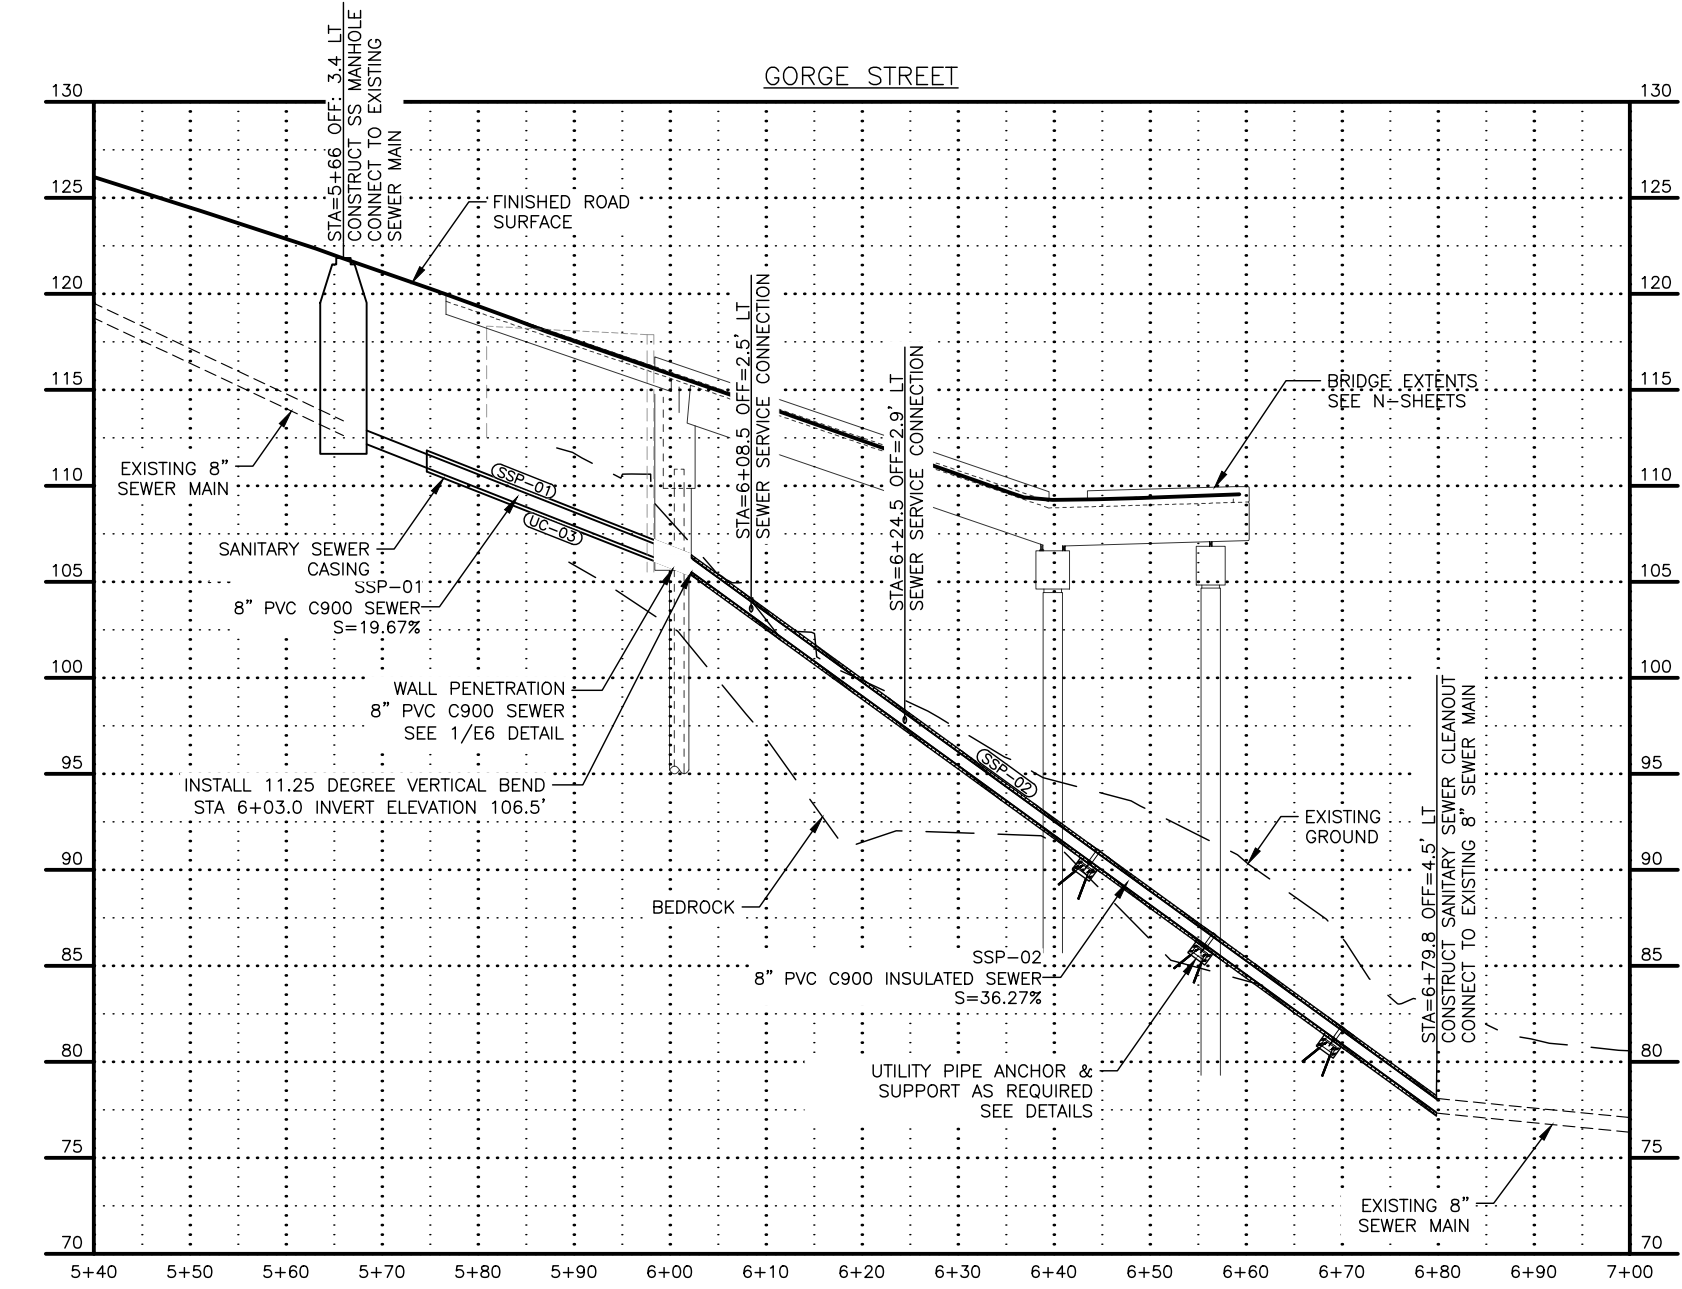 GORGE STREET
130
130
125
125
120
120
115
115
110
110
105
105
100
100
95
95
90
90
85
85
80
80
75
75
70
70
STA=5+66 OFF: 3.4 LT
CONSTRUCT SS MANHOLE
CONNECT TO EXISTING
SEWER MAIN
FINISHED ROAD
SURFACE
STA=6+08.5 OFF=2.5' LT
SEWER SERVICE CONNECTION
STA=6+24.5 OFF=2.9' LT
SEWER SERVICE CONNECTION
BRIDGE EXTENTS
SEE N-SHEETS
EXISTING 8"
SEWER MAIN
SSP-01
UC-03
SANITARY SEWER
CASING
SSP-01
8" PVC C900 SEWER
S=19.67%
WALL PENETRATION
8" PVC C900 SEWER
SEE 1/E6 DETAIL
INSTALL 11.25 DEGREE VERTICAL BEND
STA 6+03.0 INVERT ELEVATION 106.5'
SSP-02
EXISTING
GROUND
BEDROCK
STA=6+79.8 OFF=4.5' LT
CONSTRUCT SANITARY SEWER CLEANOUT
CONNECT TO EXISTING 8" SEWER MAIN
SSP-02
8" PVC C900 INSULATED SEWER
S=36.27%
UTILITY PIPE ANCHOR &
SUPPORT AS REQUIRED
SEE DETAILS
EXISTING 8"
SEWER MAIN
5+40 5+50 5+60 5+70 5+80 5+90 6+00 6+10 6+20 6+30 6+40 6+50 6+60 6+70 6+80 6+90 7+00